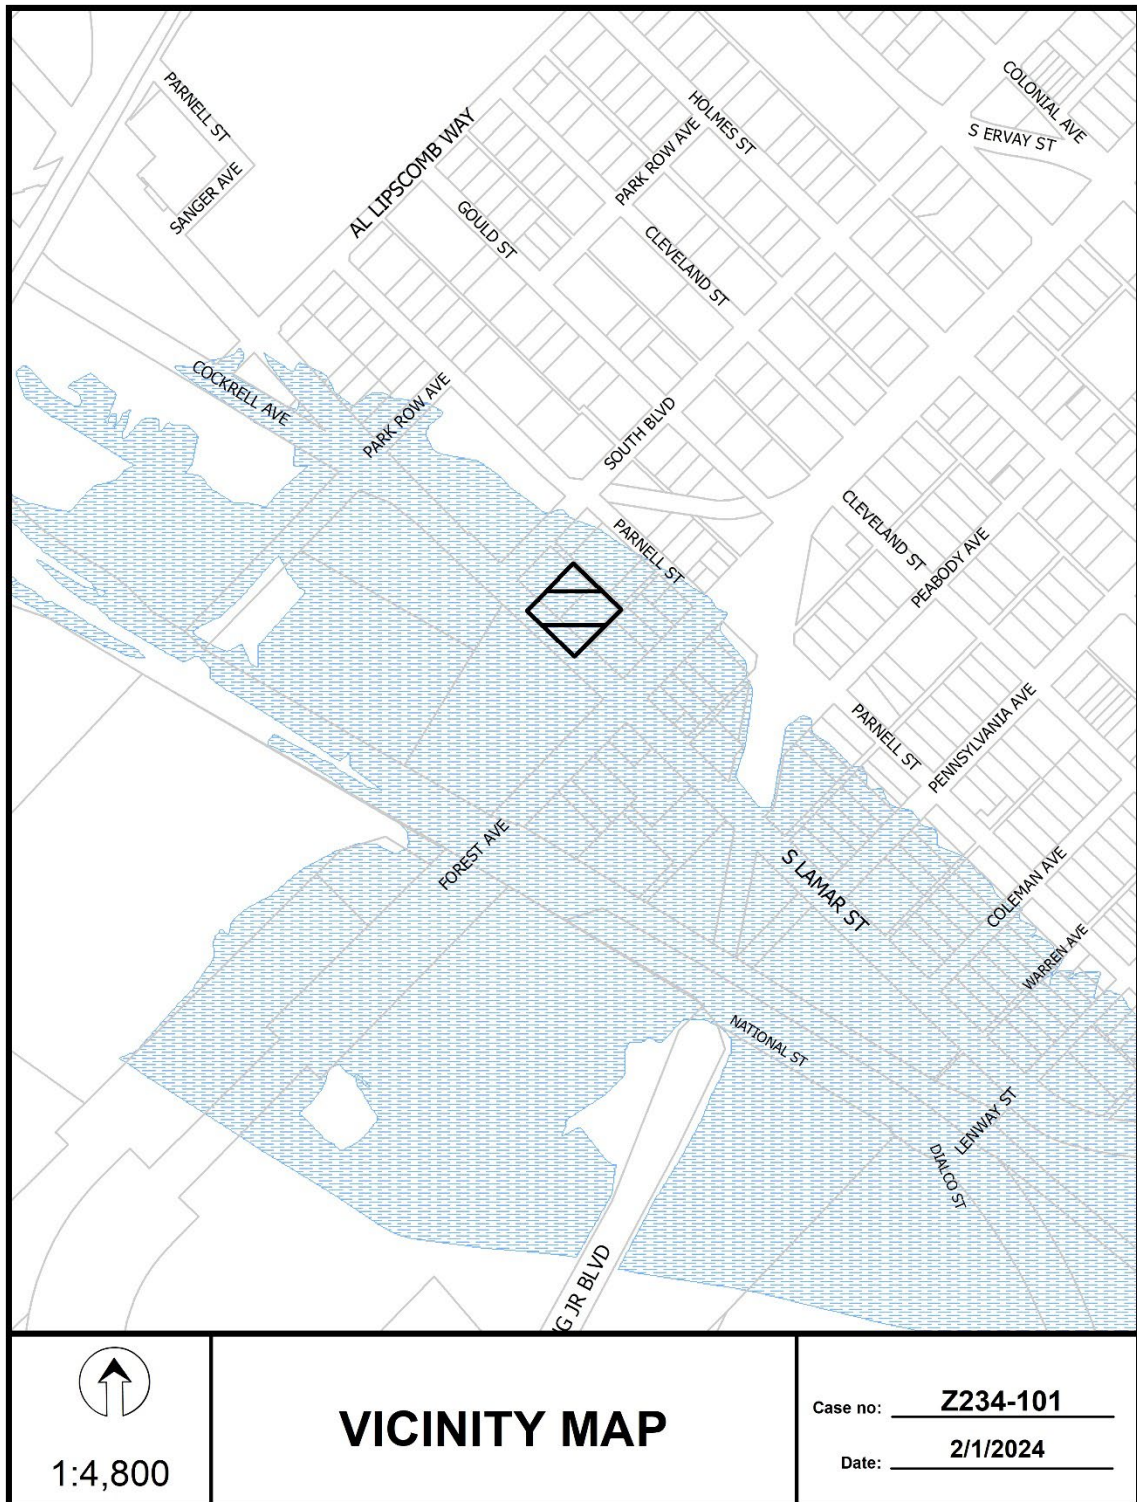 PARNELL ST
SANGER AVE
AL LIPSCOMB WAY
GOULD ST
HOLMES ST
PARK ROW AVE
CLEVELAND ST
COLONIAL AVE
S ERVAY ST
COCKRELL AVE
PARK ROW AVE
SOUTH BLVD
PARNELL ST
CLEVELAND ST
PEABODY AVE
PARNELL ST
PENNSYLVANIA AVE
FOREST AVE
S LAMAR ST
COLEMAN AVE
WARREN AVE
NATIONAL ST
LENWAY ST
DIALCO ST
G JR BLVD
1:4,800
VICINITY MAP
Case no: Z234-101
Date: 2/1/2024